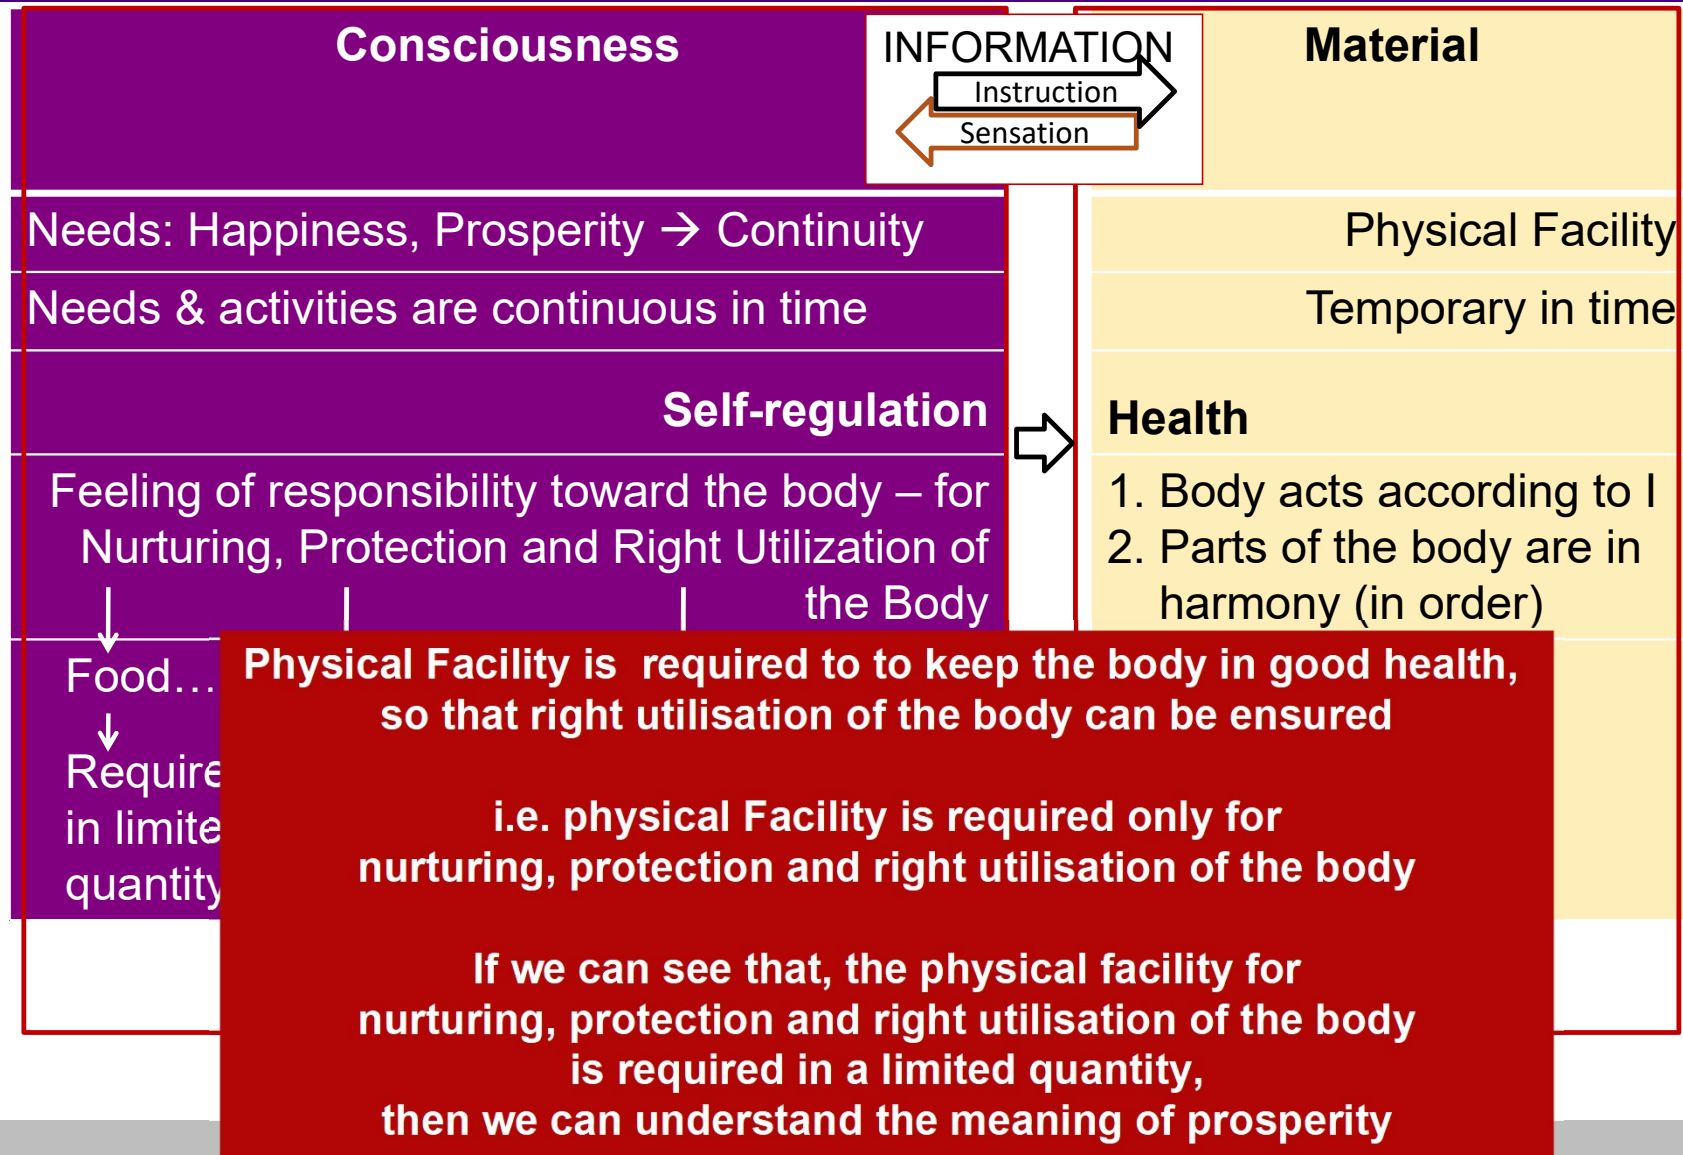 Consciousness
INFORMATION
Instruction
Sensation
Material
Needs: Happiness, Prosperity → Continuity
Physical Facility
Needs & activities are continuous in time
Temporary in time
Self-regulation
Health
Feeling of responsibility toward the body – for
Nurturing, Protection and Right Utilization of
the Body
1. Body acts according to I
2. Parts of the body are in
harmony (in order)
Food...
Require
in limite
quantity
Physical Facility is required to to keep the body in good health,
so that right utilisation of the body can be ensured
i.e. physical Facility is required only for
nurturing, protection and right utilisation of the body
If we can see that, the physical facility for
nurturing, protection and right utilisation of the body
is required in a limited quantity,
then we can understand the meaning of prosperity